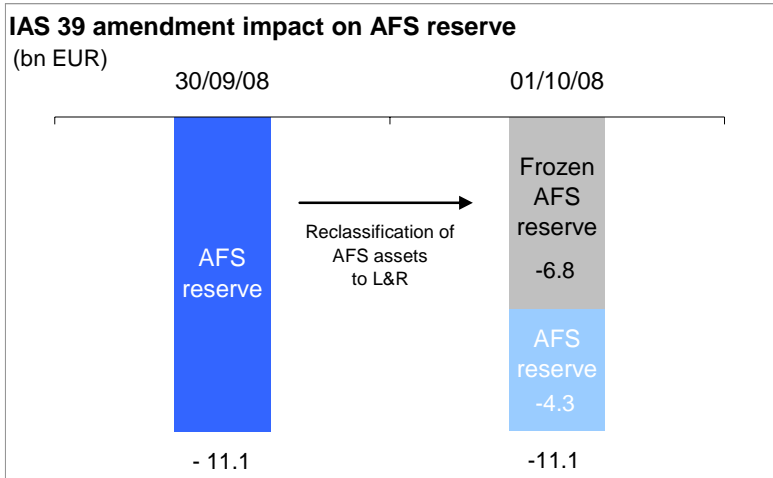 IAS 39 amendment impact on AFS reserve
(bn EUR)
30/09/08
01/10/08
AFS
reserve
Reclassification of
AFS assets
to L&R
Frozen
AFS
reserve
-6.8
AFS
reserve
-4.3
- 11.1
-11.1